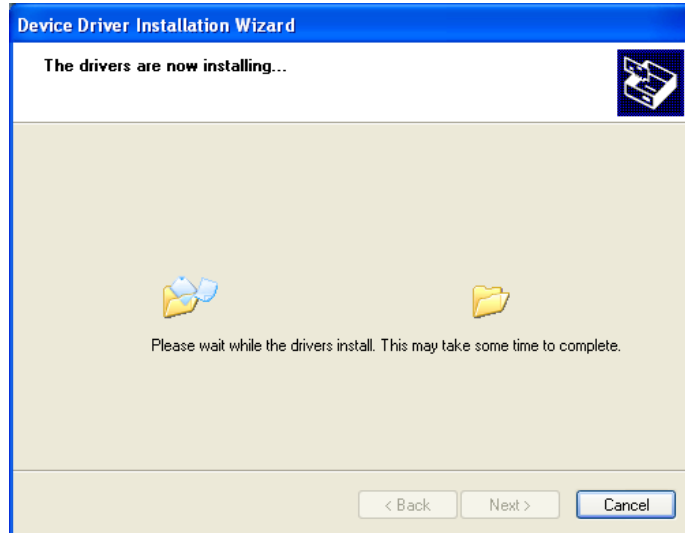 Device Driver Installation Wizard
The drivers are now installing...
Please wait while the drivers install. This may take some time to complete.
< Back Next > Cancel